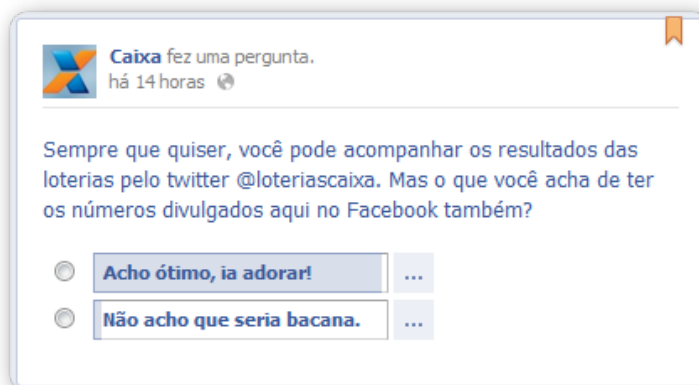 Caixa fez uma pergunta.
há 14 horas
Sempre que quiser, você pode acompanhar os resultados das
loterias pelo twitter @loteriascaixa. Mas o que você acha de ter
os números divulgados aqui no Facebook também?
Acho ótimo, ia adorar! ...
Não acho que seria bacana. ...